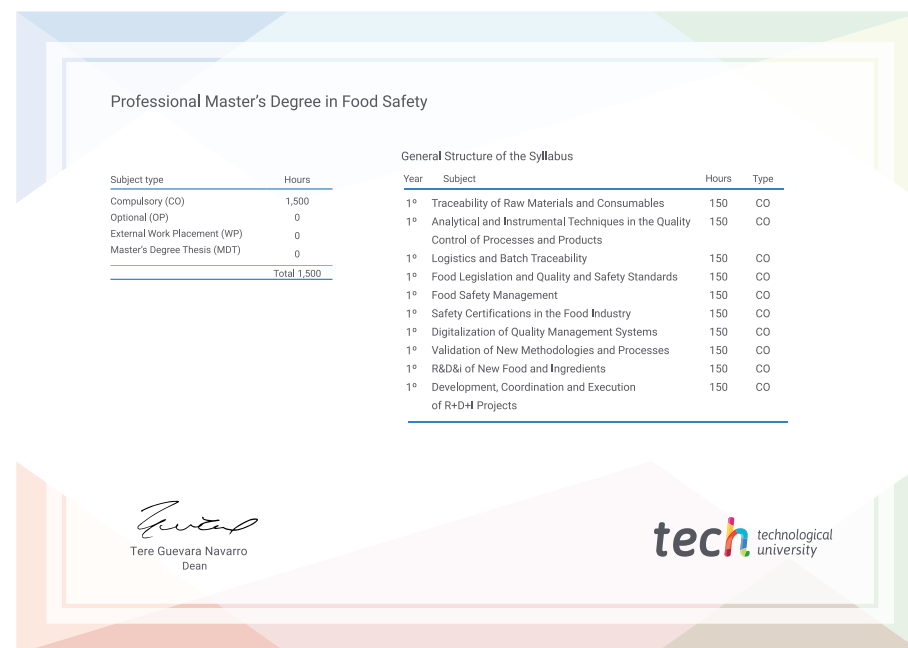 Professional Master's Degree in Food Safety
General Structure of the Syllabus
Subject type Hours
Compulsory (CO) 1,500
Optional (OP) 0
External Work Placement (WP) 0
Master's Degree Thesis (MDT) 0
Total 1,500
Year Subject Hours Type
1º Traceability of Raw Materials and Consumables 150 CO
1º Analytical and Instrumental Techniques in the Quality 150 CO
Control of Processes and Products
1º Logistics and Batch Traceability 150 CO
1º Food Legislation and Quality and Safety Standards 150 CO
1º Food Safety Management 150 CO
1º Safety Certifications in the Food Industry 150 CO
1º Digitalization of Quality Management Systems 150 CO
1º Validation of New Methodologies and Processes 150 CO
1º R&D&i of New Food and Ingredients 150 CO
1º Development, Coordination and Execution 150 CO
of R+D+I Projects
Tere Guevara Navarro
Dean
tech technological
university